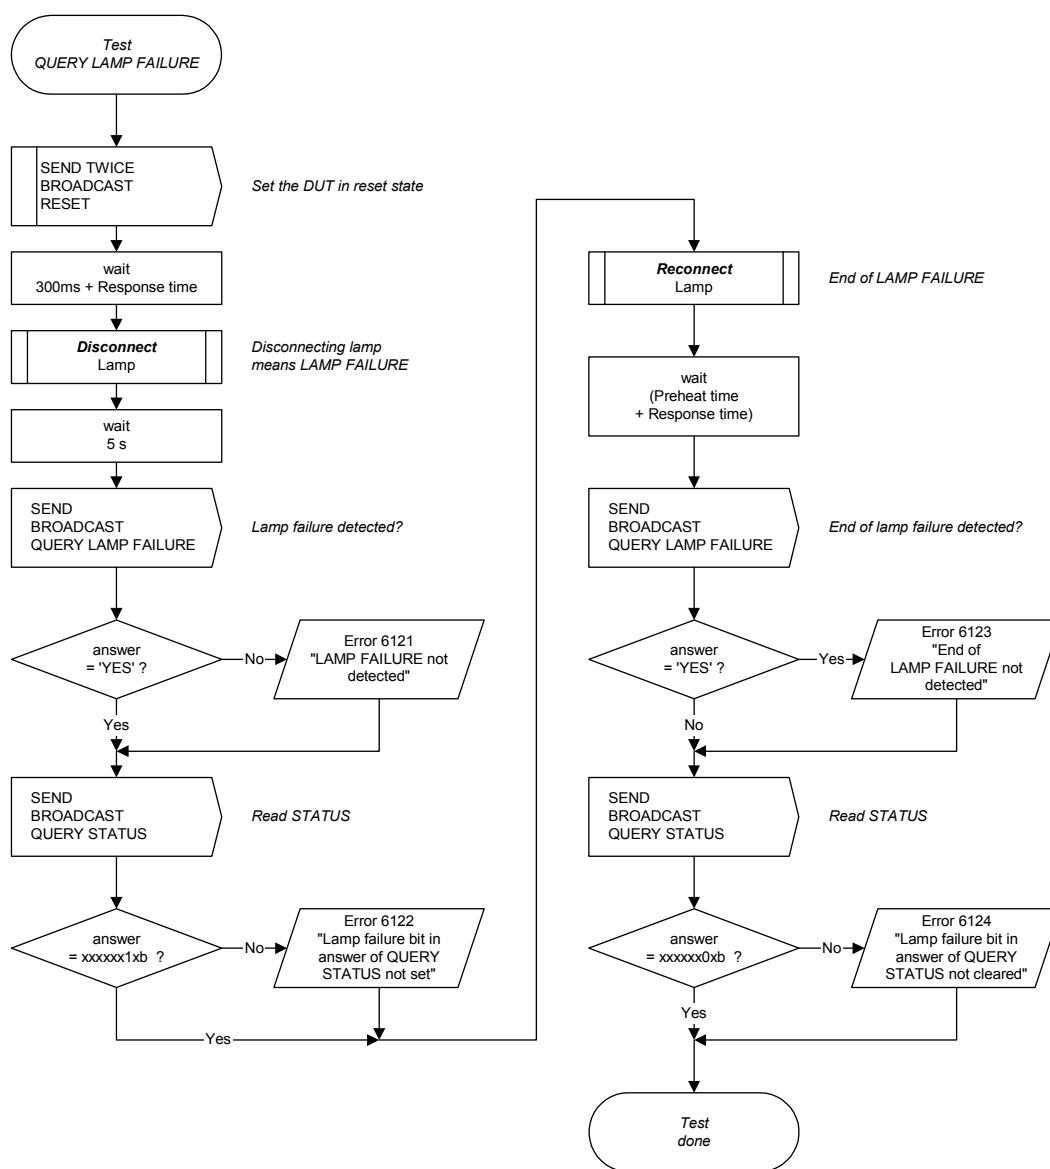 Test
QUERY LAMP FAILURE
SEND TWICE
BROADCAST
RESET
Set the DUT in reset state
wait
300ms + Response time
Disconnect
Lamp
Disconnecting lamp
means LAMP FAILURE
wait
5 s
SEND
BROADCAST
QUERY LAMP FAILURE
Lamp failure detected?
answer
= 'YES' ?
No
Error 6121
"LAMP FAILURE not
detected"
Yes
SEND
BROADCAST
QUERY STATUS
Read STATUS
answer
= xxxxxx1xb ?
No
Error 6122
"Lamp failure bit in
answer of QUERY
STATUS not set"
Yes
Reconnect
Lamp
End of LAMP FAILURE
wait
(Preheat time
+ Response time)
SEND
BROADCAST
QUERY LAMP FAILURE
End of lamp failure detected?
answer
= 'YES' ?
Yes
Error 6123
"End of
LAMP FAILURE not
detected"
No
SEND
BROADCAST
QUERY STATUS
Read STATUS
answer
= xxxxxx0xb ?
No
Error 6124
"Lamp failure bit in
answer of QUERY
STATUS not cleared"
Yes
Test
done